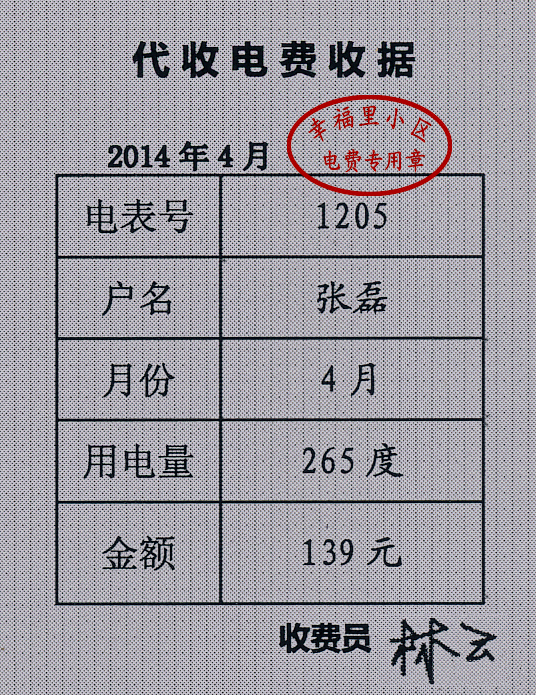 代收电费收据
幸福里小区
电费专用章
2014年4月
电表号 1205
户名 张磊
月份 4月
用电量 265度
金额 139元
收费员 林云